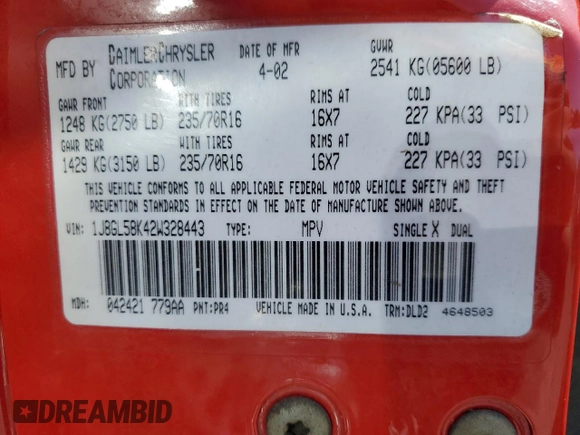 MFD BY DAIMLERCHRYSLER CORPORATION DATE OF MFR 4-02 GVWR 2541 KG(05600 LB)
GAWR FRONT WITH TIRES RIMS AT COLD
1248 KG(2750 LB) 235/70R16 16X7 227 KPA(33 PSI)
GAWR REAR WITH TIRES RIMS AT COLD
1429 KG(3150 LB) 235/70R16 16X7 227 KPA(33 PSI)
THIS VEHICLE CONFORMS TO ALL APPLICABLE FEDERAL MOTOR VEHICLE SAFETY AND THEFT
PREVENTION STANDARDS IN EFFECT ON THE DATE OF MANUFACTURE SHOWN ABOVE.
VIN: 1J8GL58K42W328443 TYPE: MPV SINGLE X DUAL
MDH: 042421 779AA PNT:PR4 VEHICLE MADE IN U.S.A. TRM:DLD2 4648503
DREAMBID